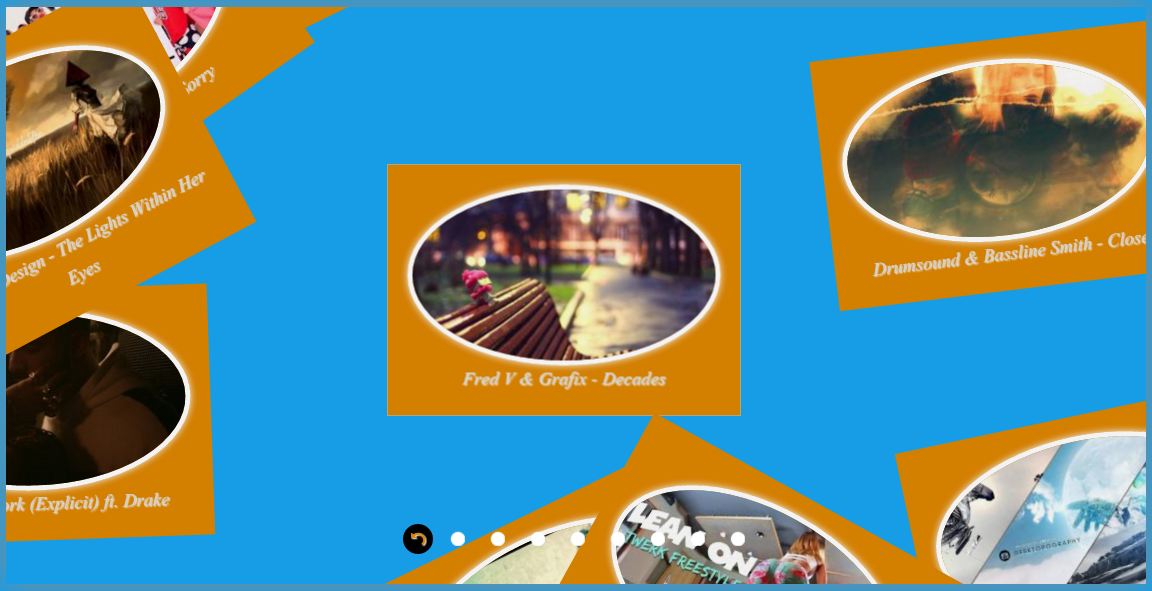 Sorry
Design - The Lights Within Her
Eyes
Drumsound & Bassline Smith - Close
Fred V & Grafix - Decades
ork (Explicit) ft. Drake
LEAN ON
TWERK FREESTYLE
DESKTOPOGRAPHY